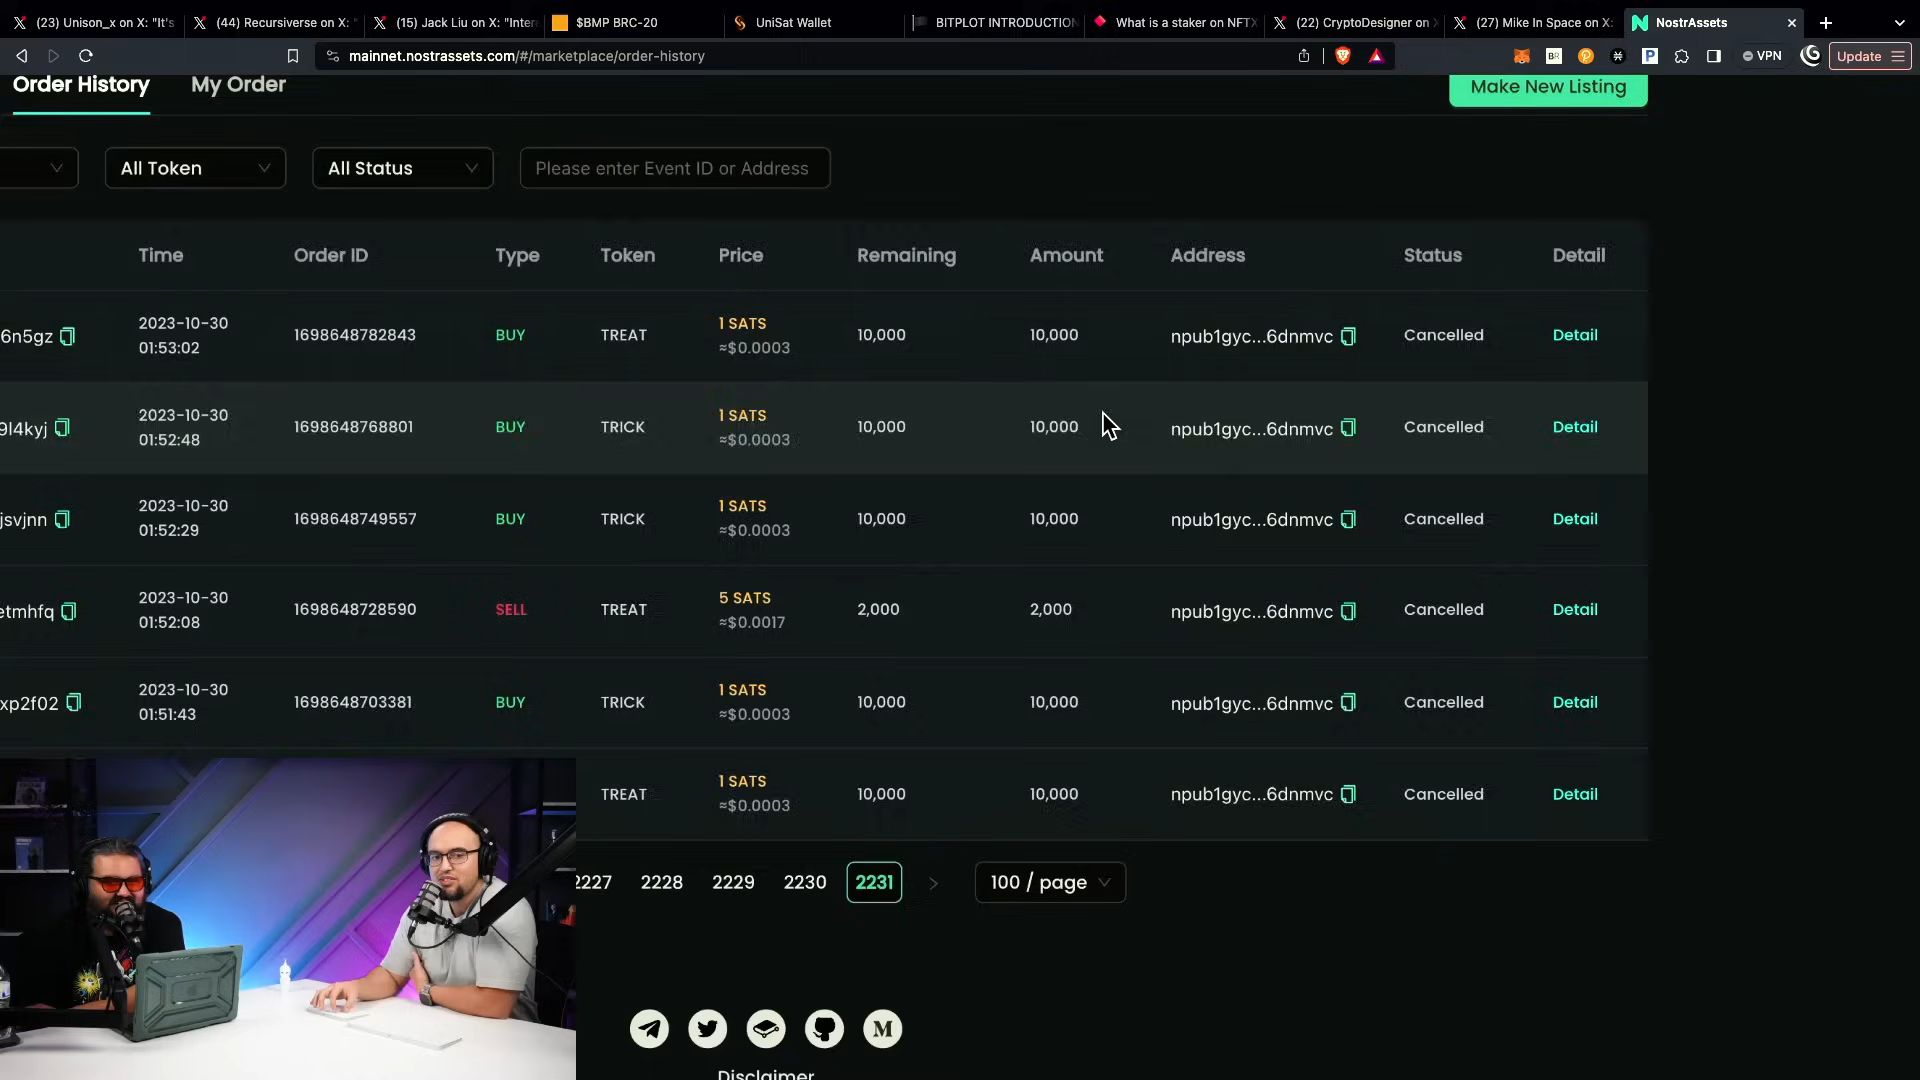 (23) Unison_x on X: "It's
(44) Recursiverse on X: "
(15) Jack Liu on X: "Inter
$BMP BRC-20
UniSat Wallet
BITPLOT INTRODUCTION
What is a staker on NFTX
(22) CryptoDesigner on X
(27) Mike In Space on X:
NostrAssets
mainnet.nostrassets.com/#/marketplace/order-history
VPN
Update
Order History
My Order
Make New Listing
All Token
All Status
Please enter Event ID or Address
Time Order ID Type Token Price Remaining Amount Address Status Detail
6n5gz 2023-10-30 01:53:02 1698648782843 BUY TREAT 1 SATS ≈$0.0003 10,000 10,000 npub1gyc...6dnmvc Cancelled Detail
9l4kyj 2023-10-30 01:52:48 1698648768801 BUY TRICK 1 SATS ≈$0.0003 10,000 10,000 npub1gyc...6dnmvc Cancelled Detail
jsvjnn 2023-10-30 01:52:29 1698648749557 BUY TRICK 1 SATS ≈$0.0003 10,000 10,000 npub1gyc...6dnmvc Cancelled Detail
etmhfq 2023-10-30 01:52:08 1698648728590 SELL TREAT 5 SATS ≈$0.0017 2,000 2,000 npub1gyc...6dnmvc Cancelled Detail
xp2f02 2023-10-30 01:51:43 1698648703381 BUY TRICK 1 SATS ≈$0.0003 10,000 10,000 npub1gyc...6dnmvc Cancelled Detail
TREAT 1 SATS ≈$0.0003 10,000 10,000 npub1gyc...6dnmvc Cancelled Detail
2227 2228 2229 2230 2231 100 / page
Disclaimer